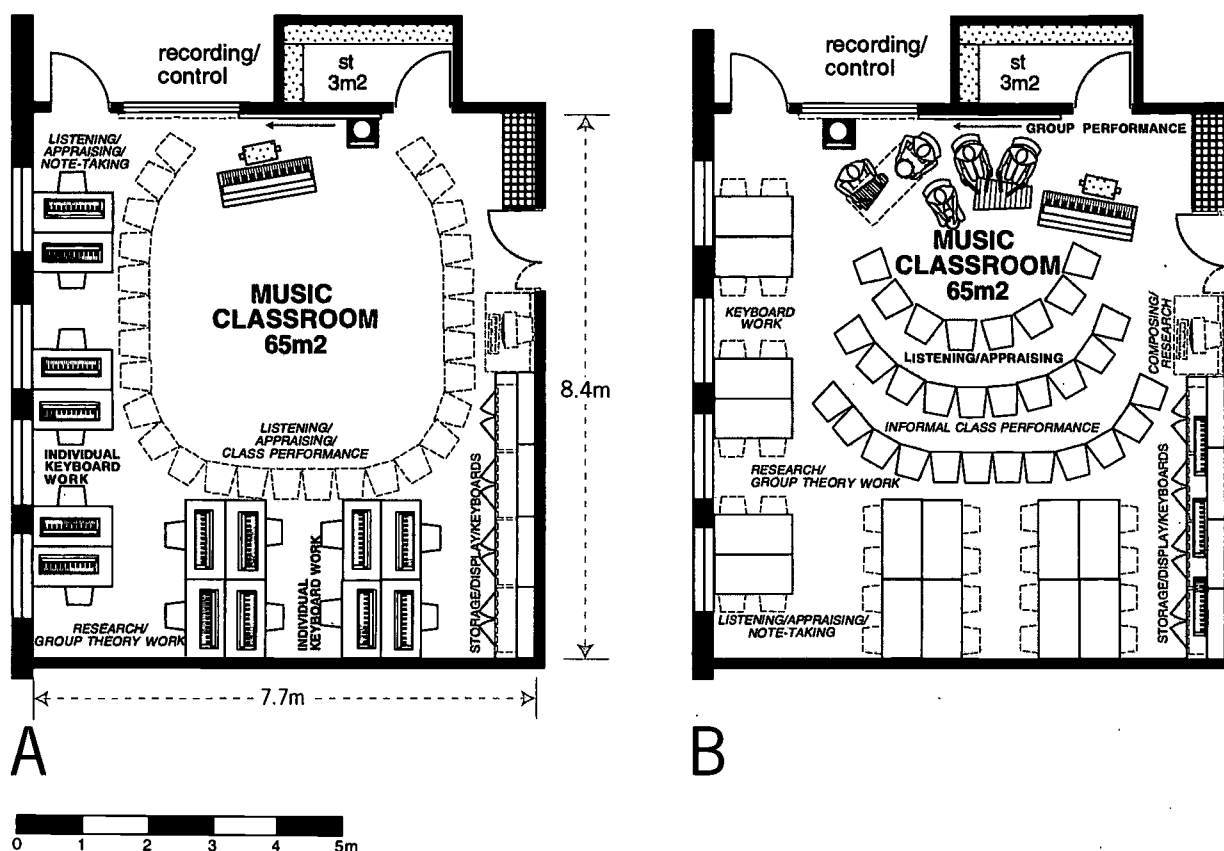 recording/
control
st
3m2
LISTENING/
APPRAISING/
NOTE-TAKING
MUSIC
CLASSROOM
65m2
8.4m
LISTENING/
APPRAISING/
CLASS PERFORMANCE
INDIVIDUAL
KEYBOARD
WORK
STORAGE/DISPLAY/KEYBOARDS
INDIVIDUAL
KEYBOARD WORK
RESEARCH/
GROUP THEORY WORK
7.7m
A
0 1 2 3 4 5m
recording/
control
st
3m2
GROUP PERFORMANCE
MUSIC
CLASSROOM
65m2
KEYBOARD
WORK
COMPOSING/
RESEARCH
LISTENING/APPRAISING
INFORMAL CLASS PERFORMANCE
RESEARCH/
GROUP THEORY WORK
STORAGE/DISPLAY/KEYBOARDS
LISTENING/APPRAISING/
NOTE-TAKING
B